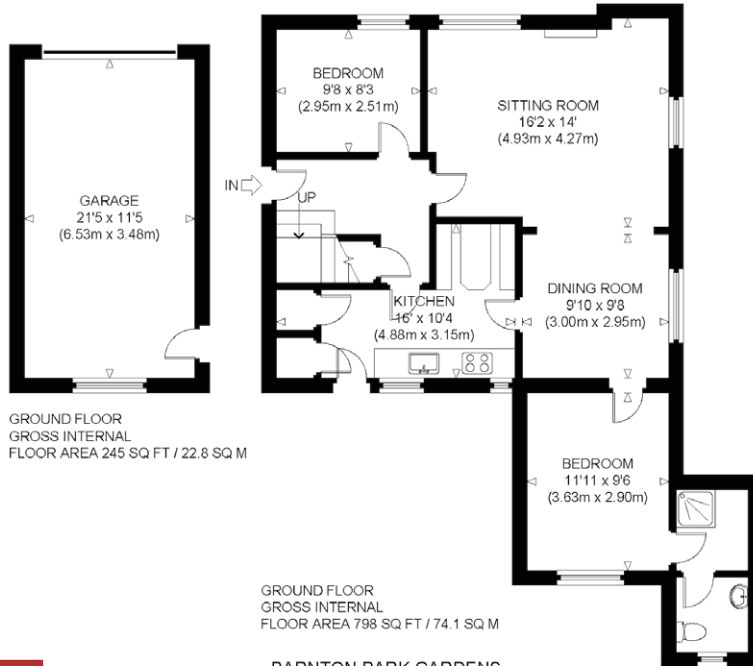 BEDROOM
9'8 x 8'3
(2.95m x 2.51m)
SITTING ROOM
16'2 x 14'
(4.93m x 4.27m)
GARAGE
21'5 x 11'5
(6.53m x 3.48m)
IN
UP
KITCHEN
16' x 10'4
(4.88m x 3.15m)
DINING ROOM
9'10 x 9'8
(3.00m x 2.95m)
GROUND FLOOR
GROSS INTERNAL
FLOOR AREA 245 SQ FT / 22.8 SQ M
BEDROOM
11'11 x 9'6
(3.63m x 2.90m)
GROUND FLOOR
GROSS INTERNAL
FLOOR AREA 798 SQ FT / 74.1 SQ M
BARNTON PARK GARDENS